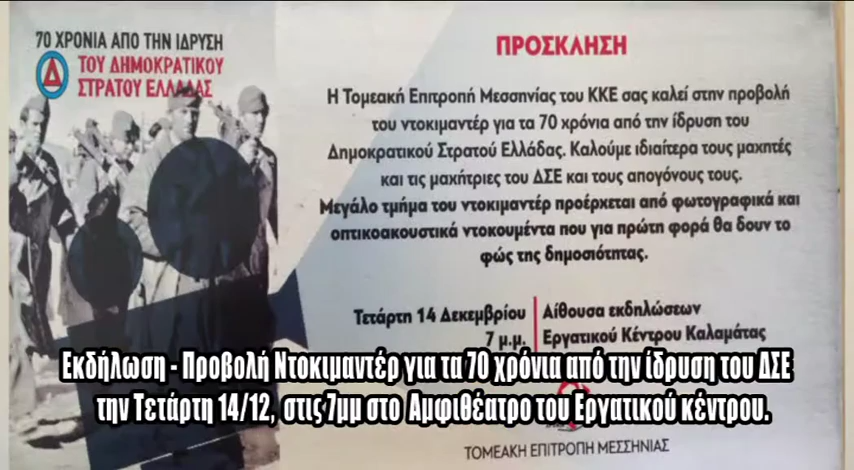 70 ΧΡΟΝΙΑ ΑΠΟ ΤΗΝ ΙΔΡΥΣΗ
ΤΟΥ ΔΗΜΟΚΡΑΤΙΚΟΥ
ΣΤΡΑΤΟΥ ΕΛΛΑΔΑΣ
ΠΡΟΣΚΛΗΣΗ
Η Τομεακή Επιτροπή Μεσσηνίας του ΚΚΕ σας καλεί στην προβολή
του ντοκιμαντέρ για τα 70 χρόνια από την ίδρυση του
Δημοκρατικού Στρατού Ελλάδας. Καλούμε ιδιαίτερα τους μαχητές
και τις μαχήτριες του ΔΣΕ και τους απογόνους τους.
Μεγάλο τμήμα του ντοκιμαντέρ προέρχεται από φωτογραφικά και
οπτικοακουστικά ντοκουμέντα που για πρώτη φορά θα δουν το
φώς της δημοσιότητας.
Τετάρτη 14 Δεκεμβρίου
7 μ.μ.
Αίθουσα εκδηλώσεων
Εργατικού Κέντρου Καλαμάτας
Εκδήλωση - Προβολή Ντοκιμαντέρ για τα 70 χρόνια από την ίδρυση του ΔΣΕ
την Τετάρτη 14/12, στις 7μμ στο Αμφιθέατρο του Εργατικού κέντρου.
ΤΟΜΕΑΚΗ ΕΠΙΤΡΟΠΗ ΜΕΣΣΗΝΙΑΣ